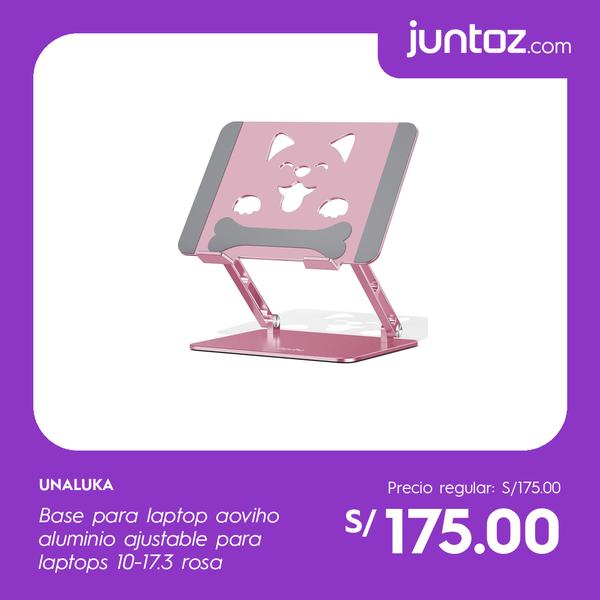 juntoz.com
UNALUKA
Base para laptop aoviho
aluminio ajustable para
laptops 10-17.3 rosa
Precio regular: S/175.00
S/ 175.00